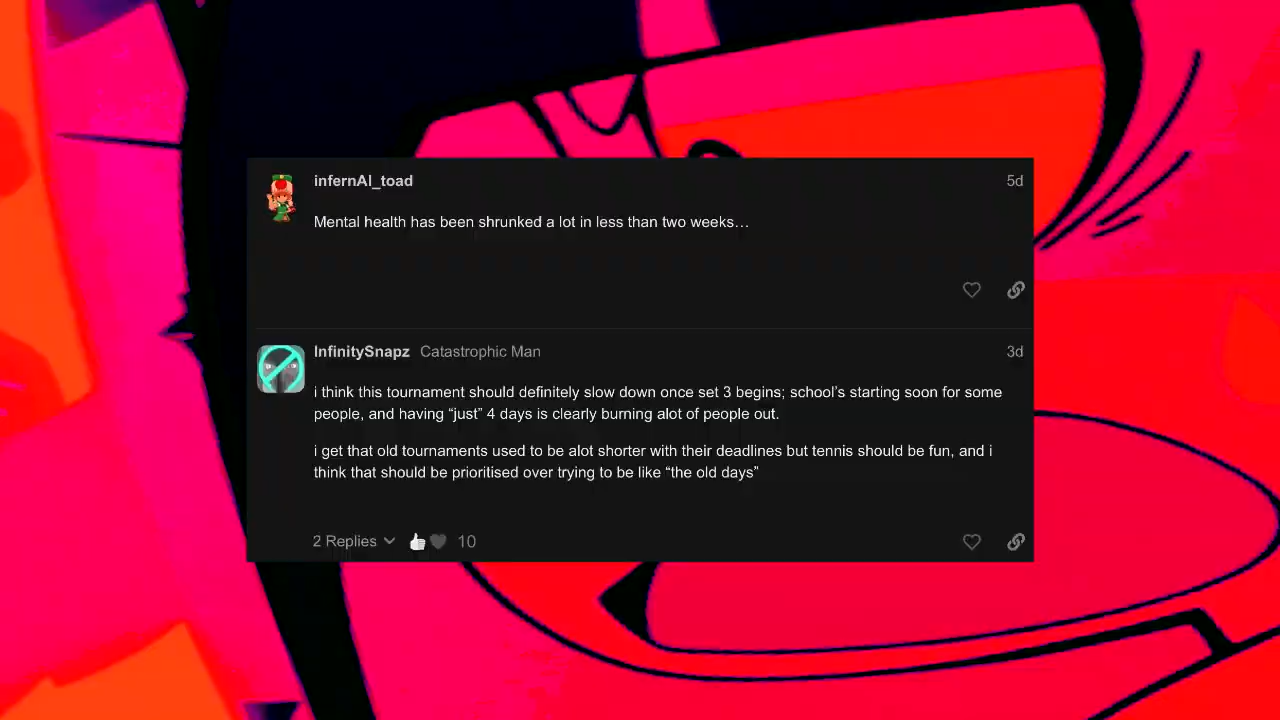 infernAI_toad
5d
Mental health has been shrunked a lot in less than two weeks…
InfinitySnapz Catastrophic Man
3d
i think this tournament should definitely slow down once set 3 begins; school’s starting soon for some
people, and having “just” 4 days is clearly burning alot of people out.
i get that old tournaments used to be alot shorter with their deadlines but tennis should be fun, and i
think that should be prioritised over trying to be like “the old days”
2 Replies 10